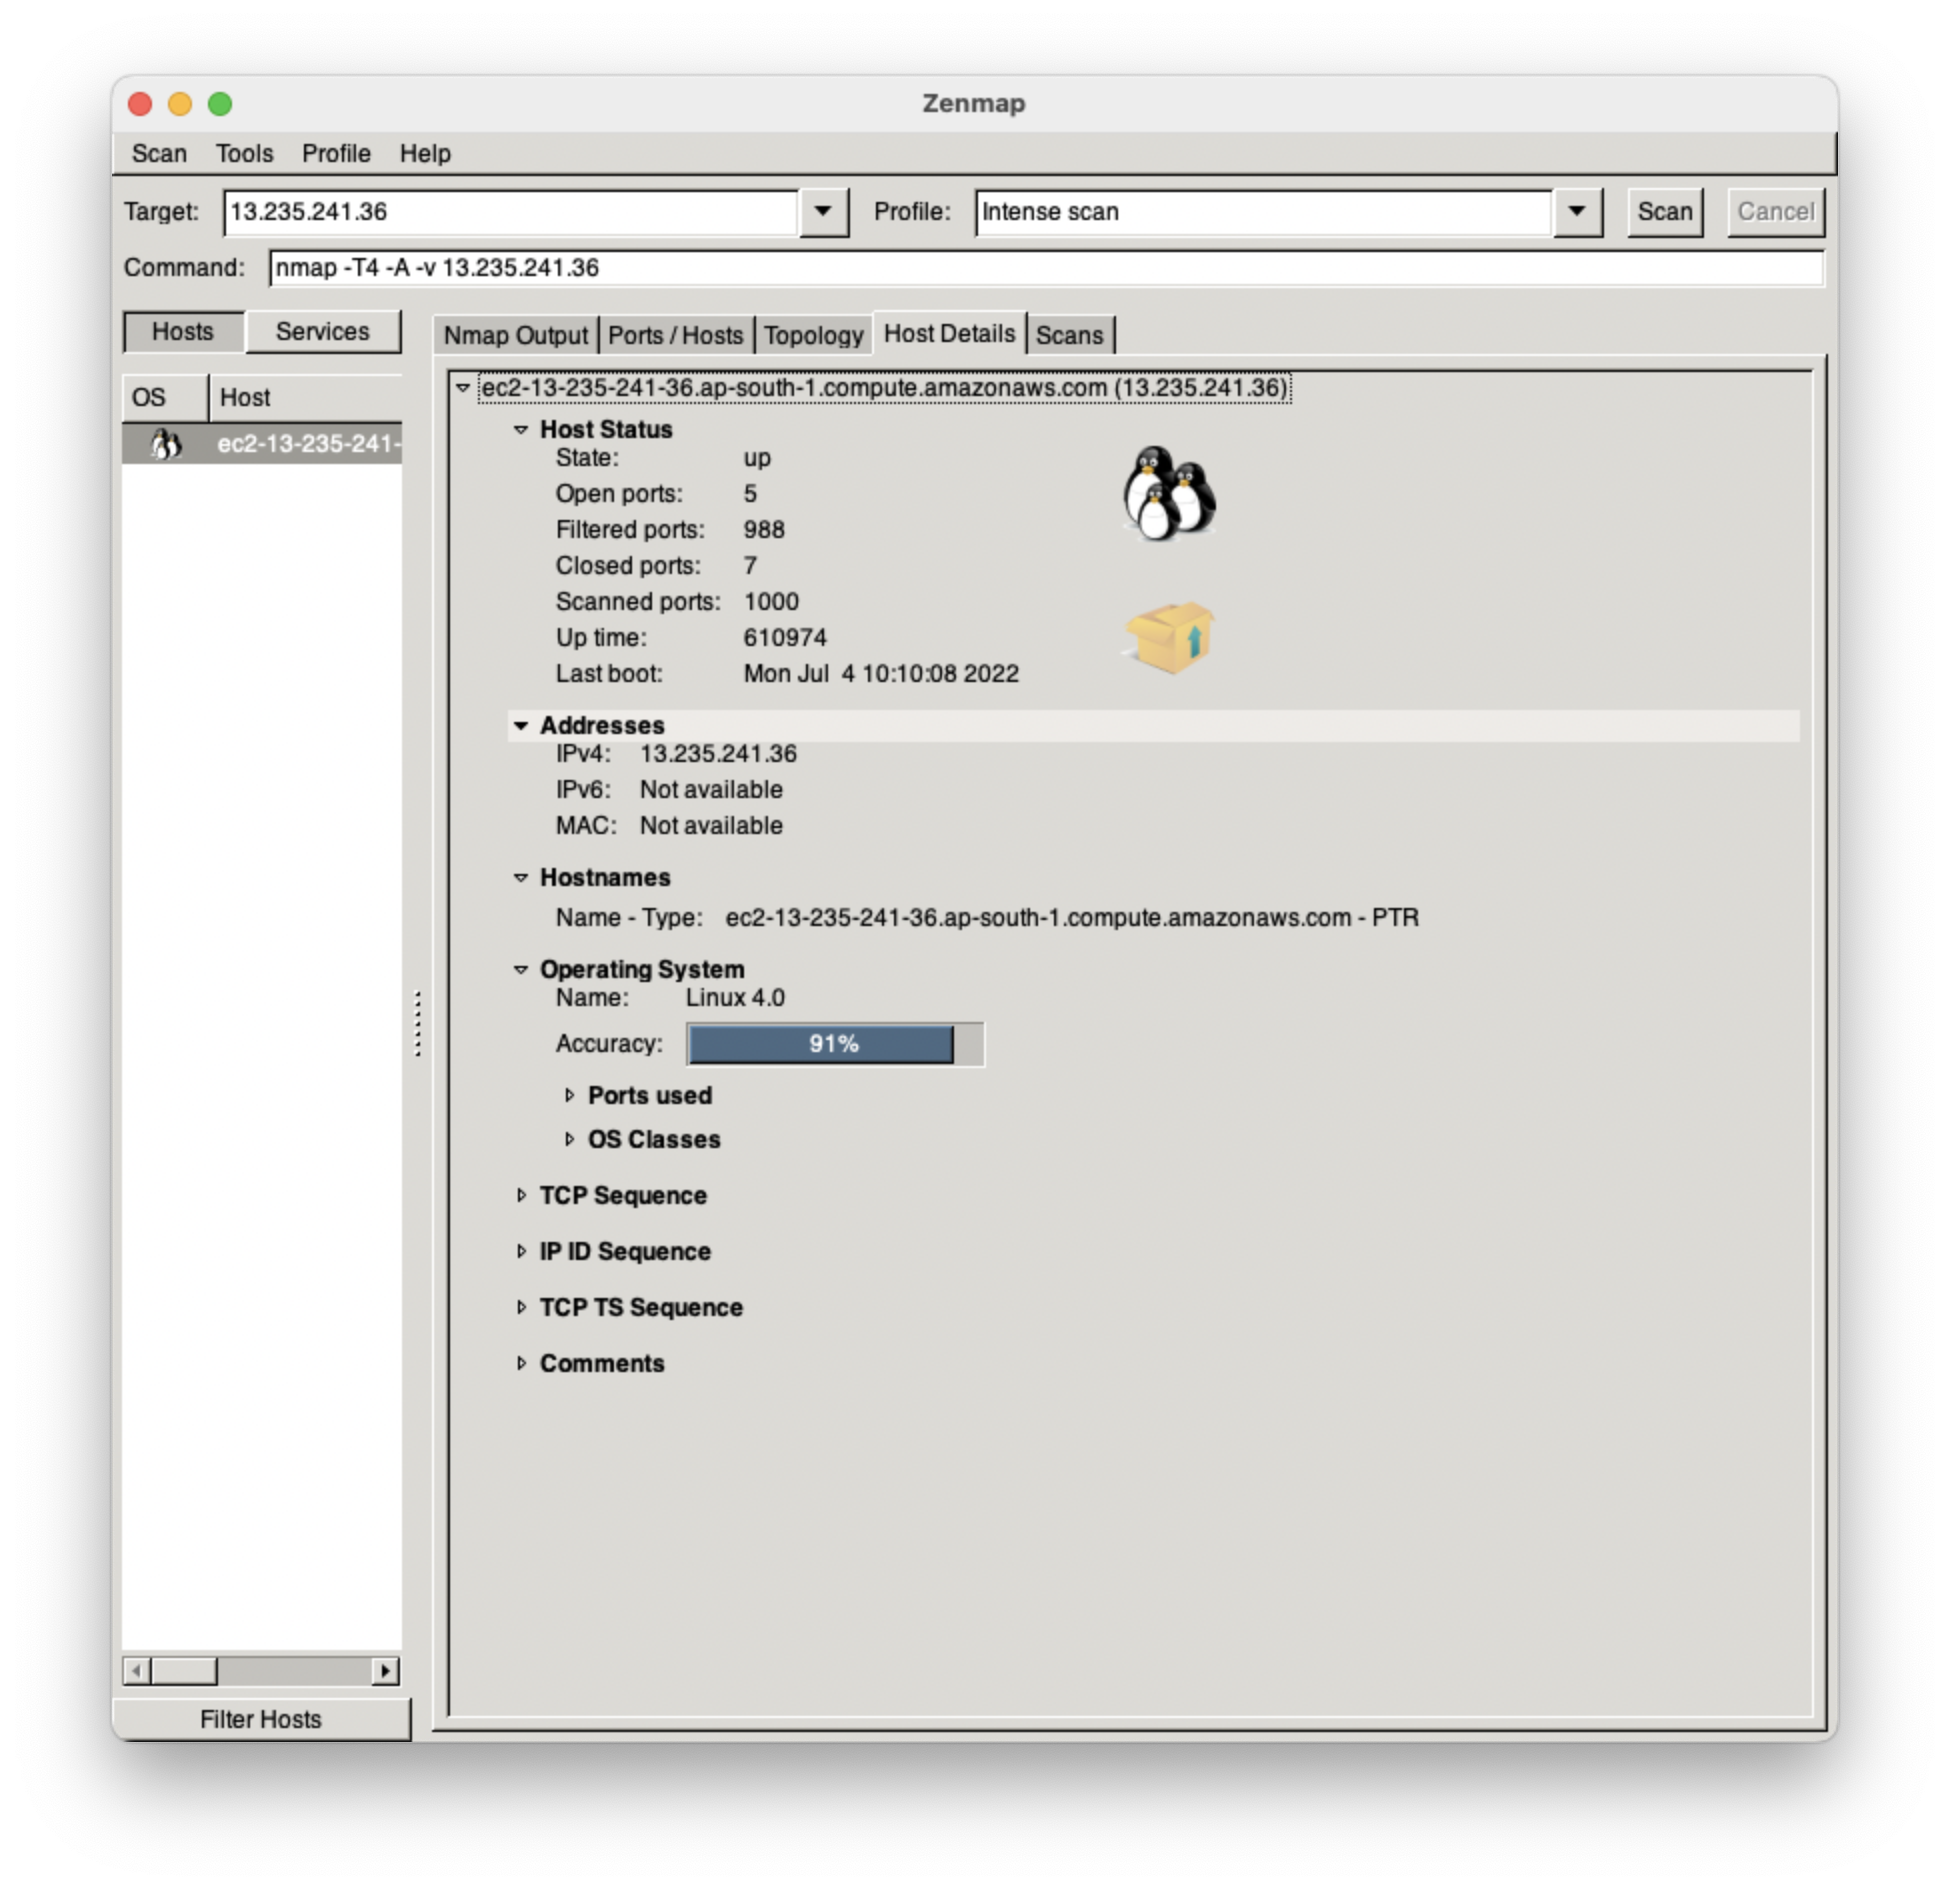 Zenmap
Scan Tools Profile Help
Target: 13.235.241.36 Profile: Intense scan Scan Cancel
Command: nmap -T4 -A -v 13.235.241.36
Hosts Services
OS Host
ec2-13-235-241-
Nmap Output Ports / Hosts Topology Host Details Scans
ec2-13-235-241-36.ap-south-1.compute.amazonaws.com (13.235.241.36)
Host Status
State: up
Open ports: 5
Filtered ports: 988
Closed ports: 7
Scanned ports: 1000
Up time: 610974
Last boot: Mon Jul  4 10:10:08 2022
Addresses
IPv4: 13.235.241.36
IPv6: Not available
MAC: Not available
Hostnames
Name - Type: ec2-13-235-241-36.ap-south-1.compute.amazonaws.com - PTR
Operating System
Name: Linux 4.0
Accuracy: 91%
Ports used
OS Classes
TCP Sequence
IP ID Sequence
TCP TS Sequence
Comments
Filter Hosts